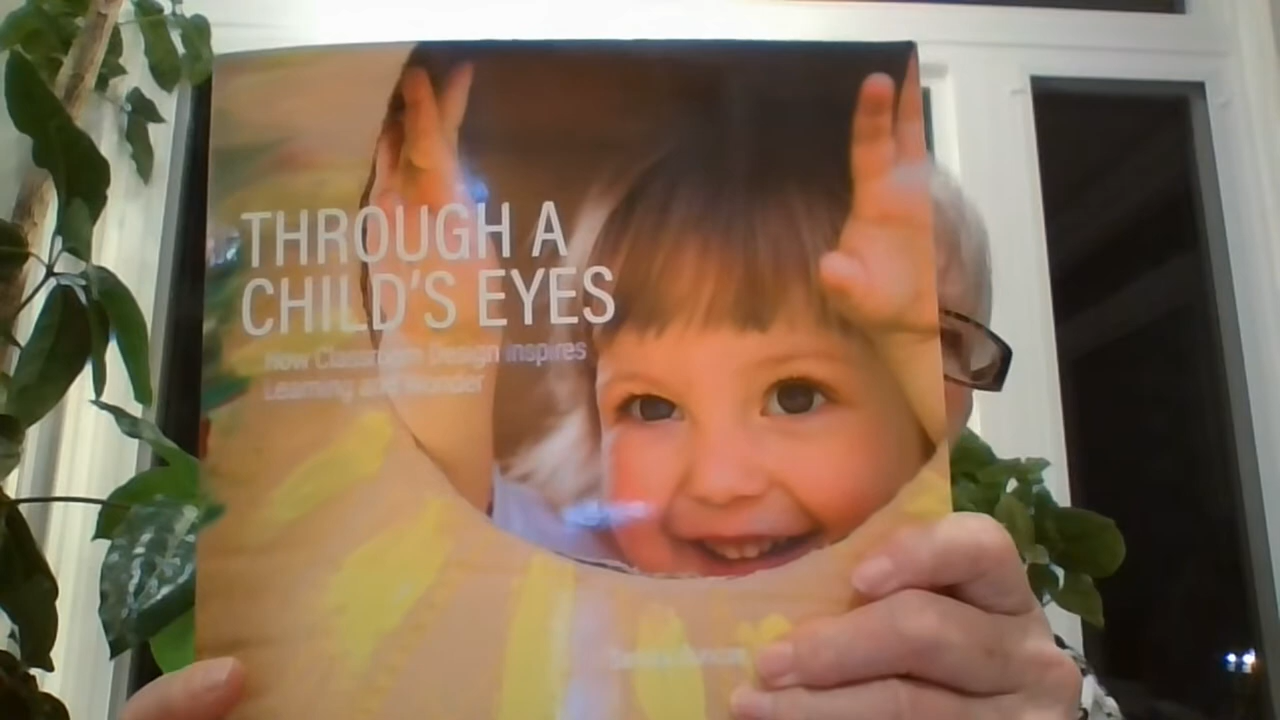 THROUGH A
CHILD'S EYES
How Classroom Design Inspires
Learning and Wonder